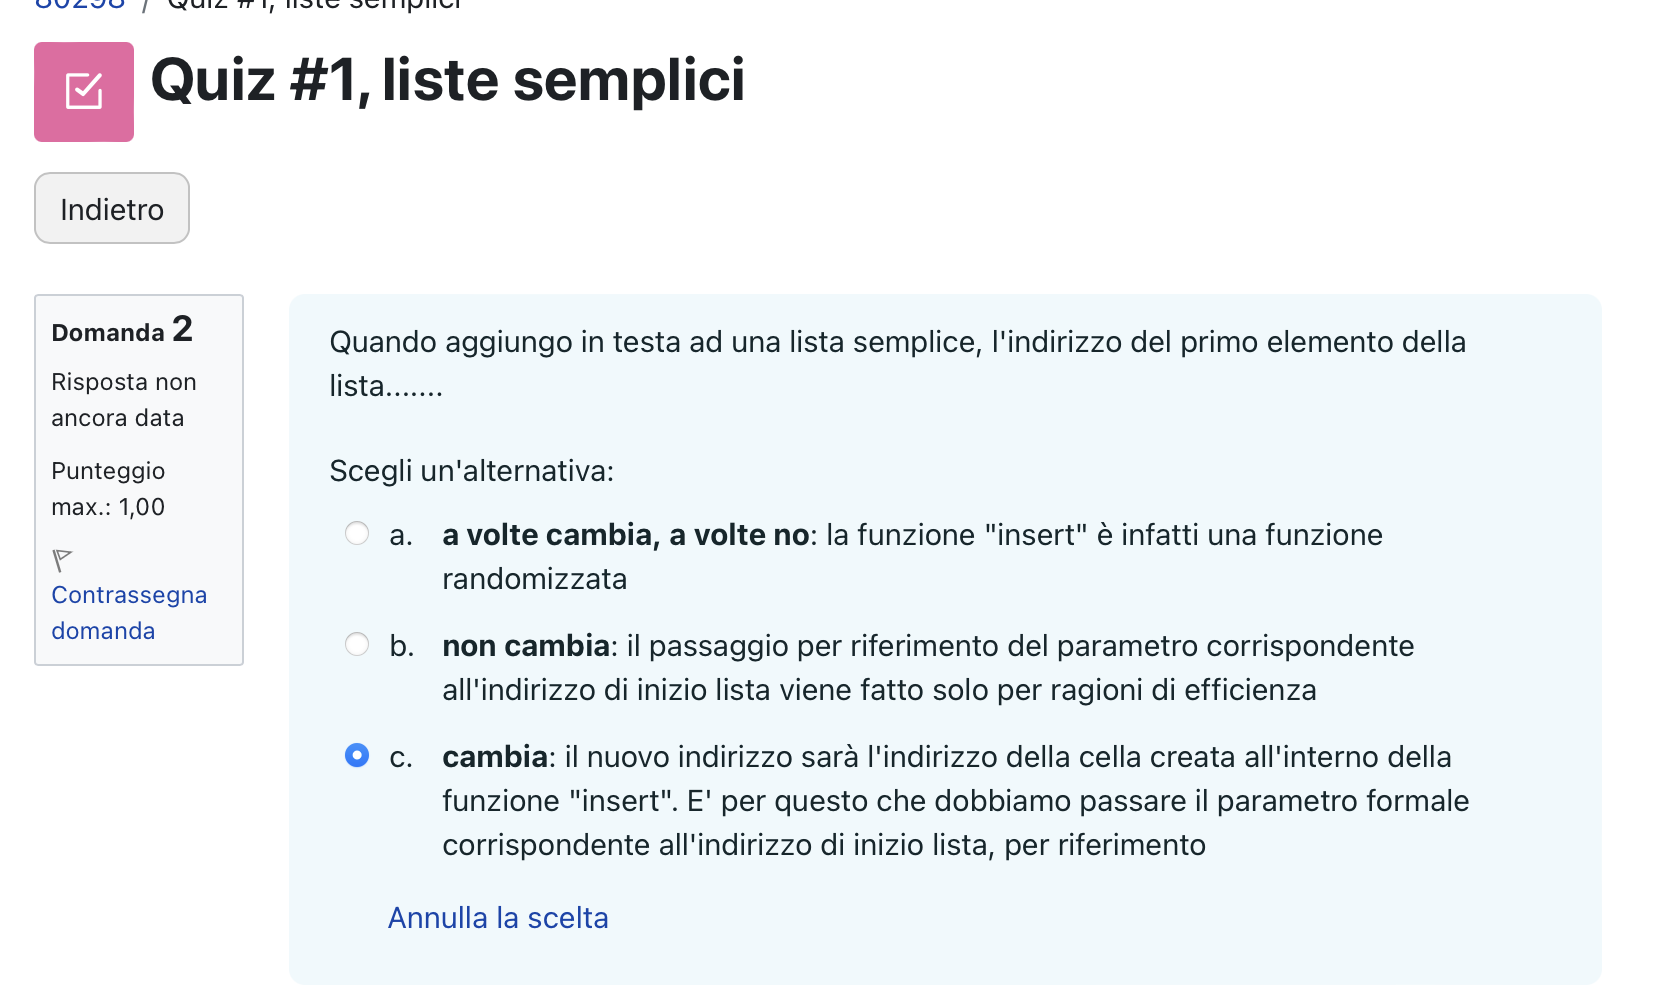 80298 / Quiz #1, liste semplici
Quiz #1, liste semplici
Indietro
Domanda 2
Risposta non
ancora data
Punteggio
max.: 1,00
Contrassegna
domanda
Quando aggiungo in testa ad una lista semplice, l'indirizzo del primo elemento della
lista.......
Scegli un'alternativa:
a. a volte cambia, a volte no: la funzione "insert" è infatti una funzione
randomizzata
b. non cambia: il passaggio per riferimento del parametro corrispondente
all'indirizzo di inizio lista viene fatto solo per ragioni di efficienza
c. cambia: il nuovo indirizzo sarà l'indirizzo della cella creata all'interno della
funzione "insert". E' per questo che dobbiamo passare il parametro formale
corrispondente all'indirizzo di inizio lista, per riferimento
Annulla la scelta